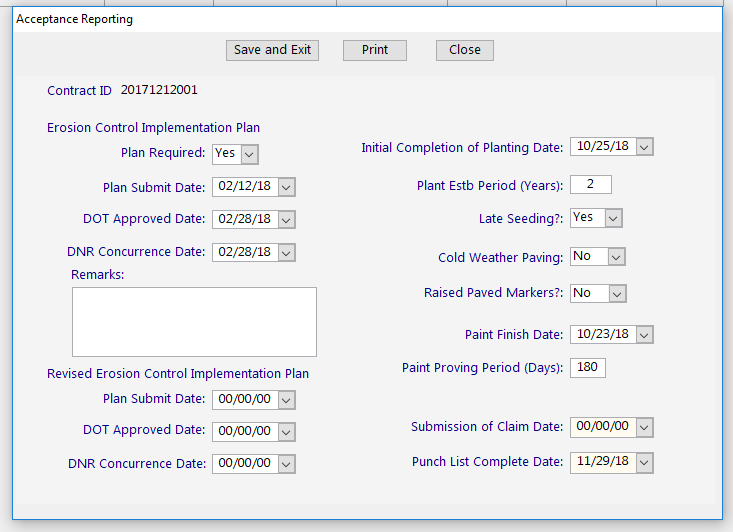 Acceptance Reporting
Save and Exit Print Close
Contract ID 20171212001
Erosion Control Implementation Plan
Plan Required: Yes
Plan Submit Date: 02/12/18
DOT Approved Date: 02/28/18
DNR Concurrence Date: 02/28/18
Remarks:
Revised Erosion Control Implementation Plan
Plan Submit Date: 00/00/00
DOT Approved Date: 00/00/00
DNR Concurrence Date: 00/00/00
Initial Completion of Planting Date: 10/25/18
Plant Estb Period (Years): 2
Late Seeding?: Yes
Cold Weather Paving: No
Raised Paved Markers?: No
Paint Finish Date: 10/23/18
Paint Proving Period (Days): 180
Submission of Claim Date: 00/00/00
Punch List Complete Date: 11/29/18